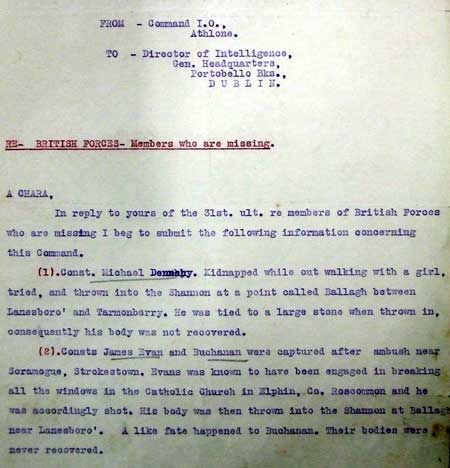 FROM - Command I.O.,
Athlone.
TO - Director of Intelligence,
Gen. Headquarters,
Portobello Bks.,
D U B L I N.
RE- BRITISH FORCES- Members who are missing.
A CHARA,
In reply to yours of the 31st. ult. re members of British Forces
who are missing I beg to submit the following information concerning
this Command.
(1).Const. Michael Dennehy. Kidnapped while out walking with a girl,
tried, and thrown into the Shannon at a point called Ballagh between
Lanesboro' and Tarmonbarry. He was tied to a large stone when thrown in,
consequently his body was not recovered.
(2).Consts James Evan and Buchanan were captured after ambush near
Scramogue, Strokestown. Evans was known to have been engaged in breaking
all the windows in the Catholic Church in Elphin, Co. Roscommon and he
was accordingly shot. His body was then thrown into the Shannon at Ballagh
near Lanesboro'. A like fate happened to Buchanan. Their bodies were
never recovered.